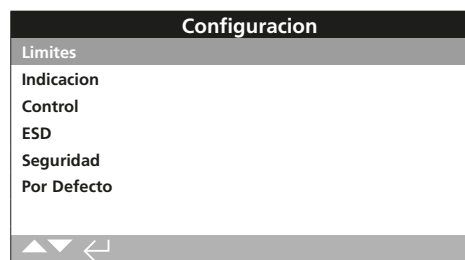 Configuracion
Limites
Indicacion
Control
ESD
Seguridad
Por Defecto